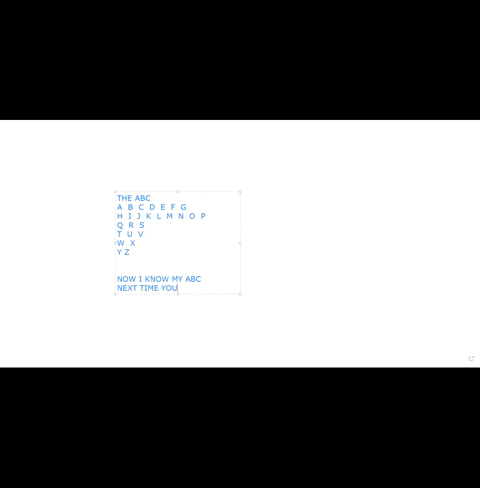 THE ABC
A B C D E F G
H I J K L M N O P
Q R S
T U V
W X
Y Z
NOW I KNOW MY ABC
NEXT TIME YOU